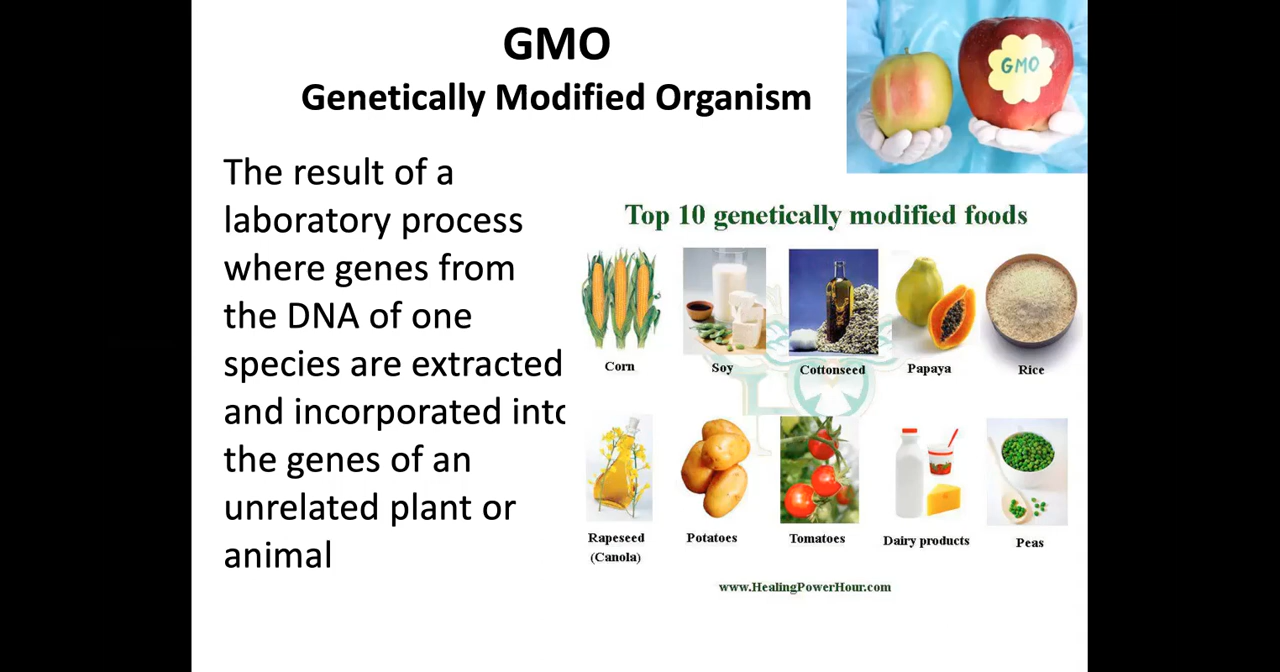 GMO
Genetically Modified Organism
GMO
The result of a
laboratory process
where genes from
the DNA of one
species are extracted
and incorporated into
the genes of an
unrelated plant or
animal
Top 10 genetically modified foods
Corn
Soy
Cottonseed
Papaya
Rice
Rapeseed
(Canola)
Potatoes
Tomatoes
Dairy products
Peas
www.HealingPowerHour.com